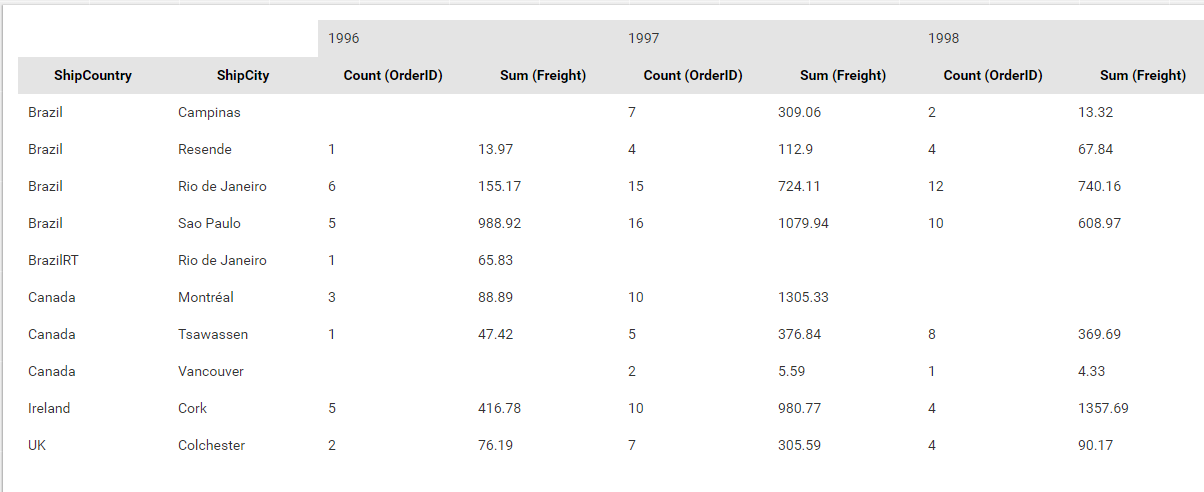 1996 1997 1998
ShipCountry ShipCity Count (OrderID) Sum (Freight) Count (OrderID) Sum (Freight) Count (OrderID) Sum (Freight)
Brazil Campinas 7 309.06 2 13.32
Brazil Resende 1 13.97 4 112.9 4 67.84
Brazil Rio de Janeiro 6 155.17 15 724.11 12 740.16
Brazil Sao Paulo 5 988.92 16 1079.94 10 608.97
BrazilRT Rio de Janeiro 1 65.83
Canada Montréal 3 88.89 10 1305.33
Canada Tsawassen 1 47.42 5 376.84 8 369.69
Canada Vancouver 2 5.59 1 4.33
Ireland Cork 5 416.78 10 980.77 4 1357.69
UK Colchester 2 76.19 7 305.59 4 90.17